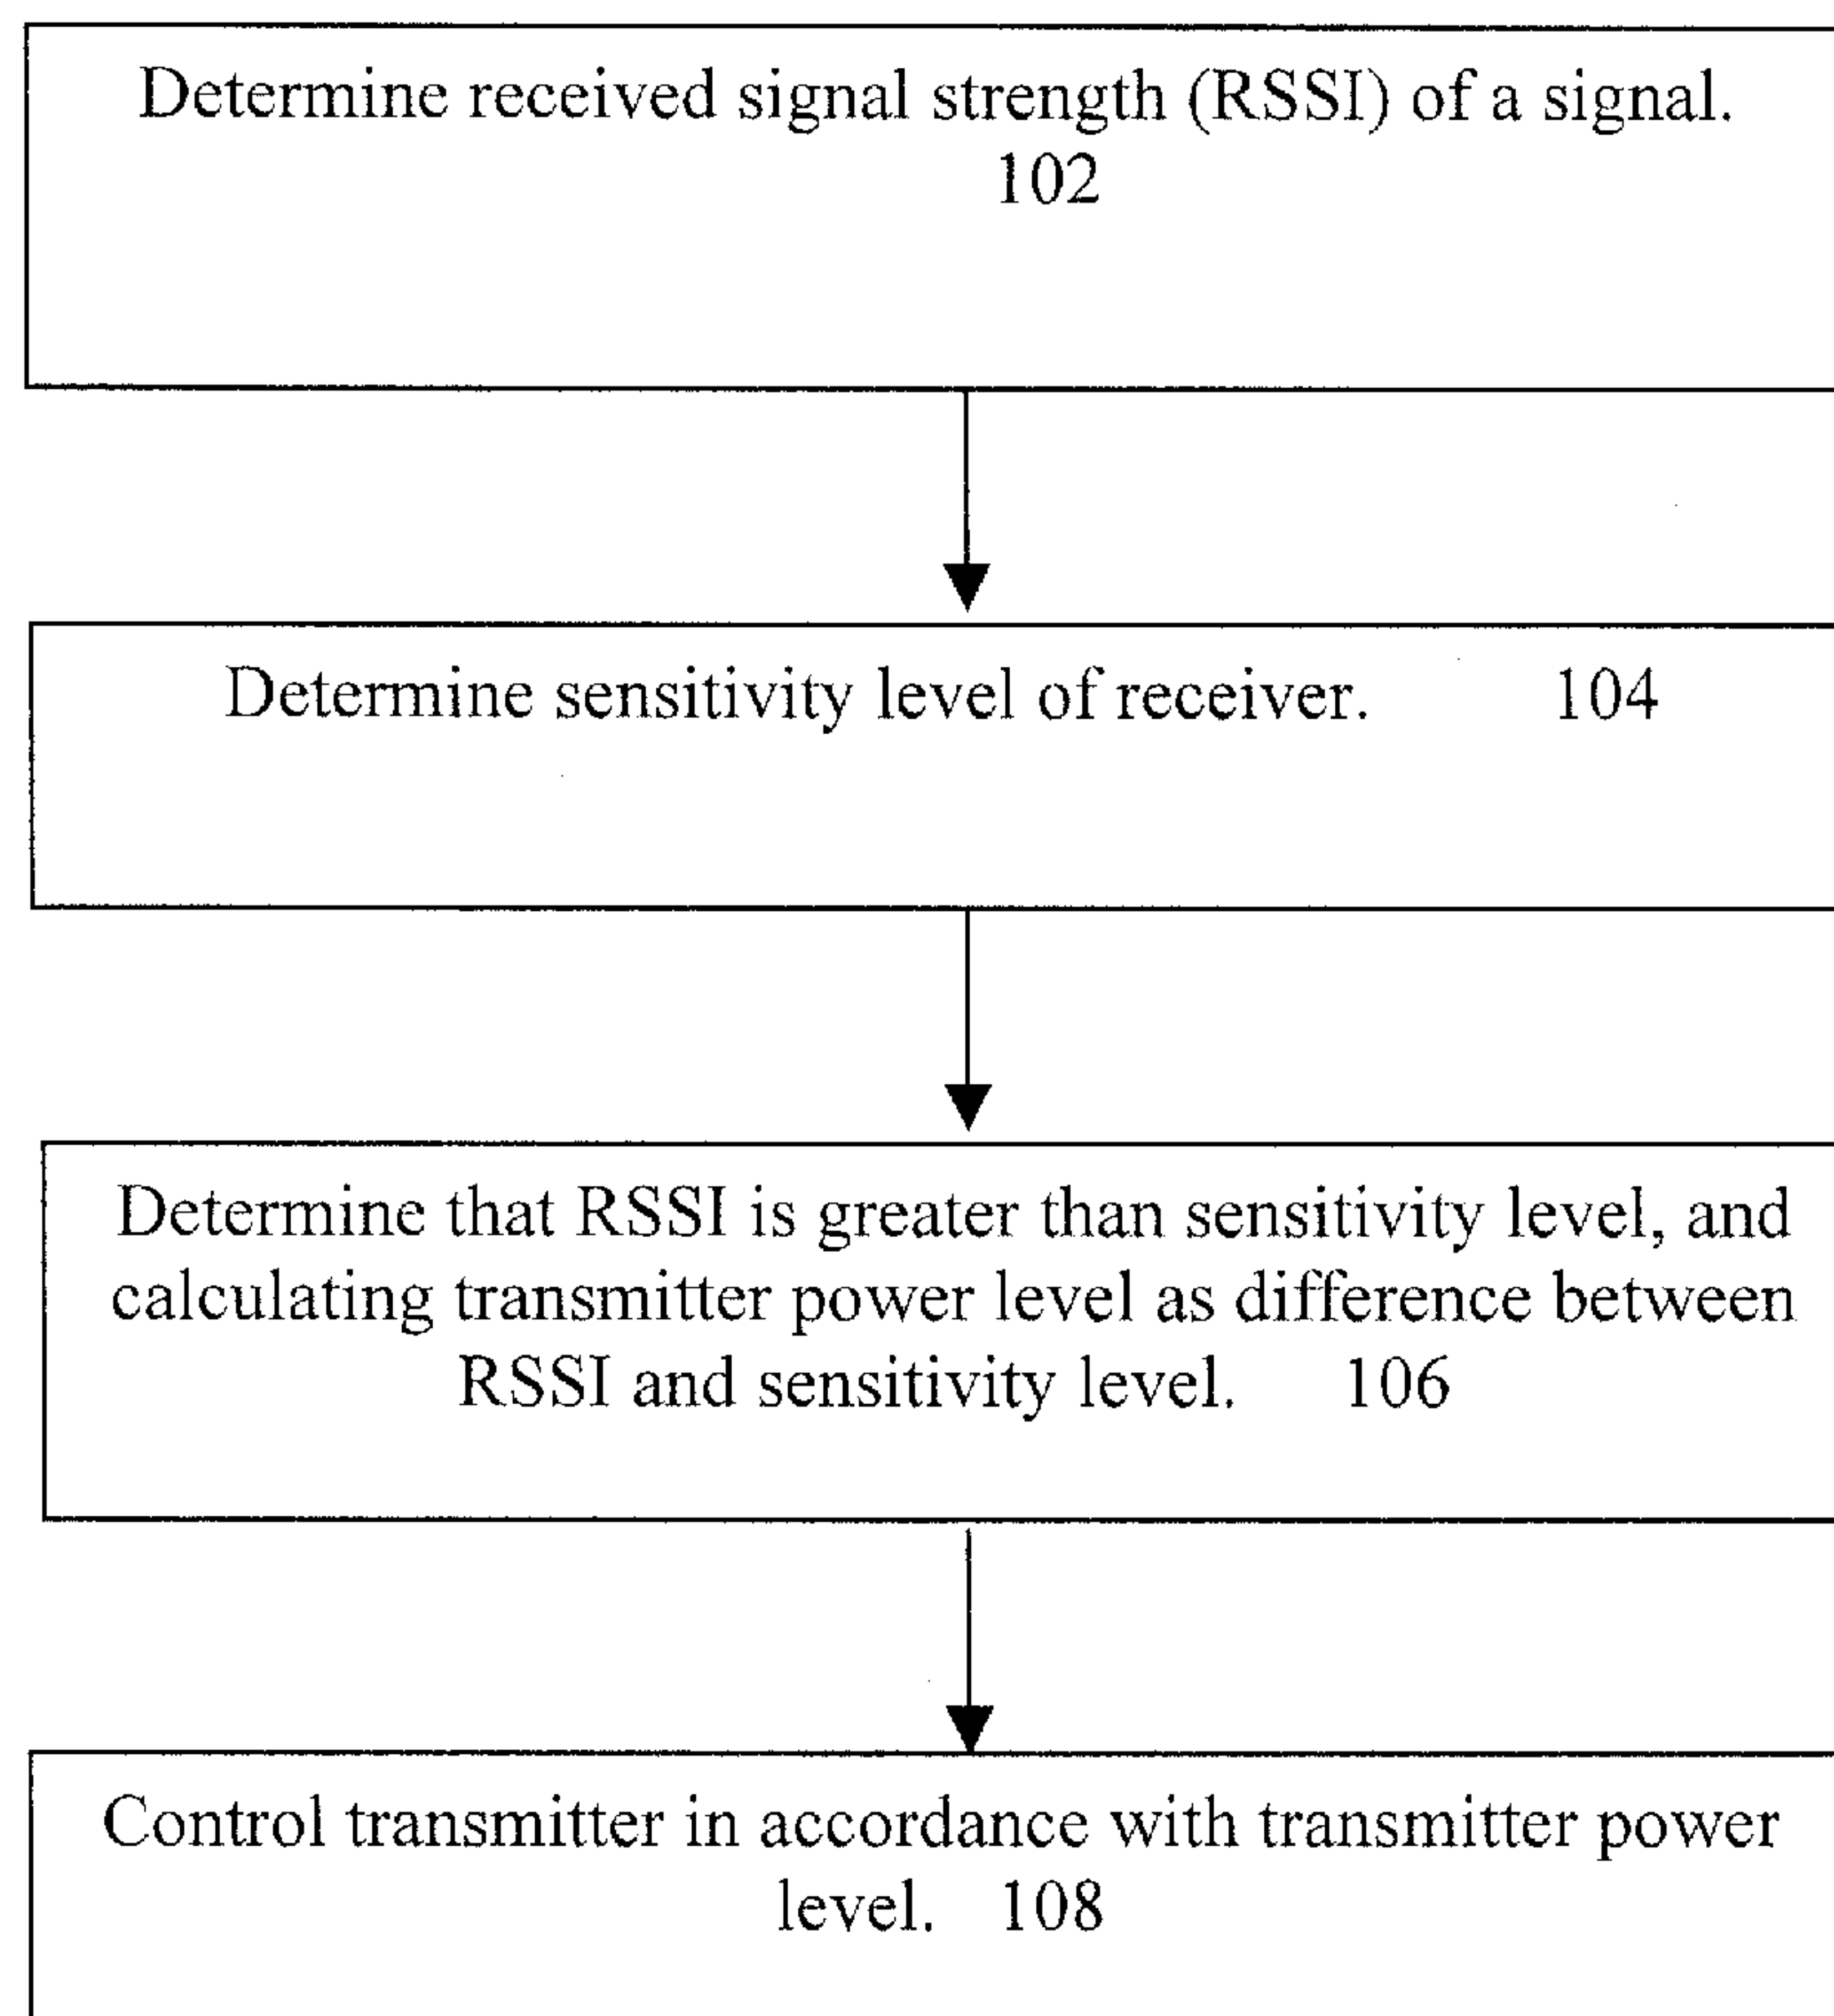 Determine received signal strength (RSSI) of a signal.
102
Determine sensitivity level of receiver. 104
Determine that RSSI is greater than sensitivity level, and
calculating transmitter power level as difference between
RSSI and sensitivity level. 106
Control transmitter in accordance with transmitter power
level. 108